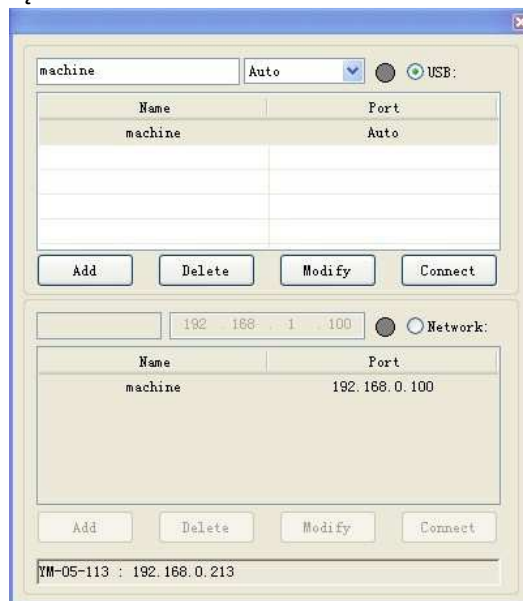 machine Auto USB:
Name Port
machine Auto
Add Delete Modify Connect
192 . 168 . 1 . 100 Network:
Name Port
machine 192.168.0.100
Add Delete Modify Connect
YM-05-113 : 192.168.0.213